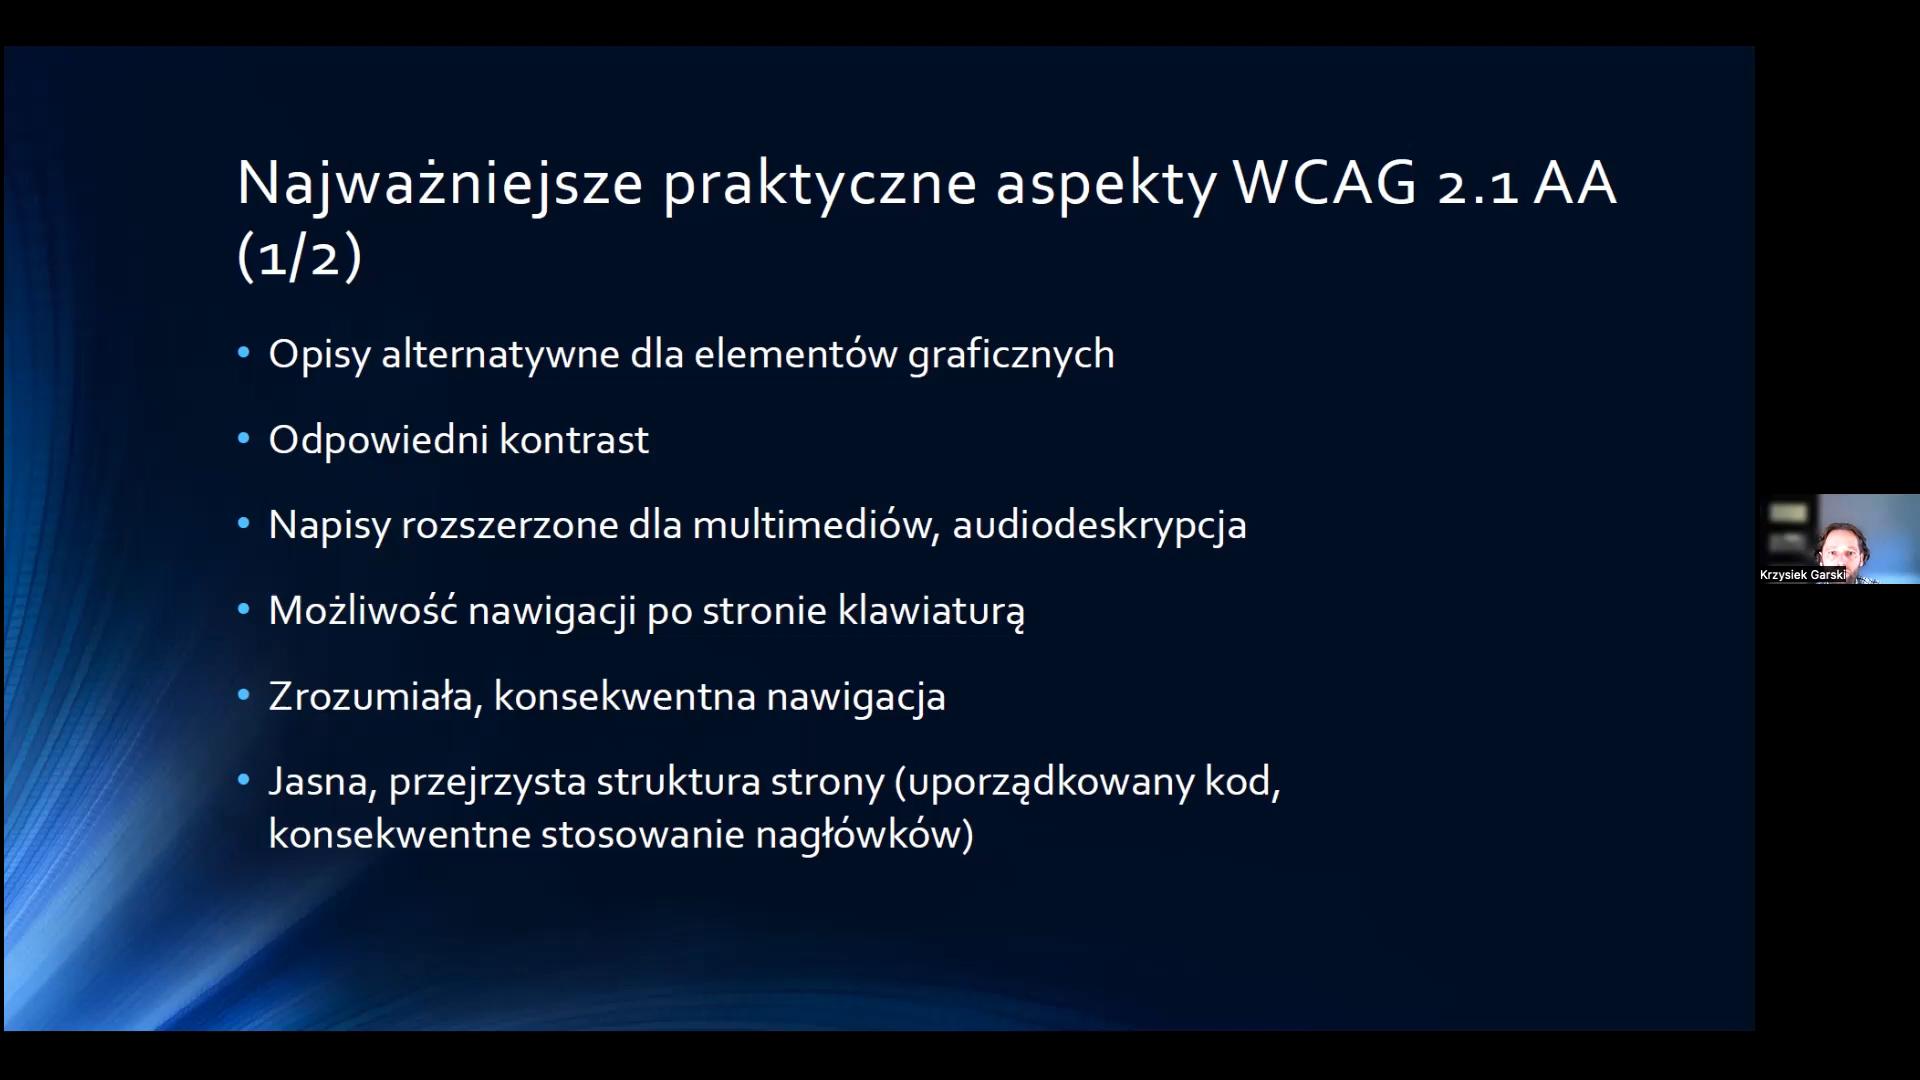 Najważniejsze praktyczne aspekty WCAG 2.1 AA
(1/2)
• Opisy alternatywne dla elementów graficznych
• Odpowiedni kontrast
• Napisy rozszerzone dla multimediów, audiodeskrypcja
• Możliwość nawigacji po stronie klawiaturą
• Zrozumiała, konsekwentna nawigacja
• Jasna, przejrzysta struktura strony (uporządkowany kod,
konsekwentne stosowanie nagłówków)
Krzysiek Garski